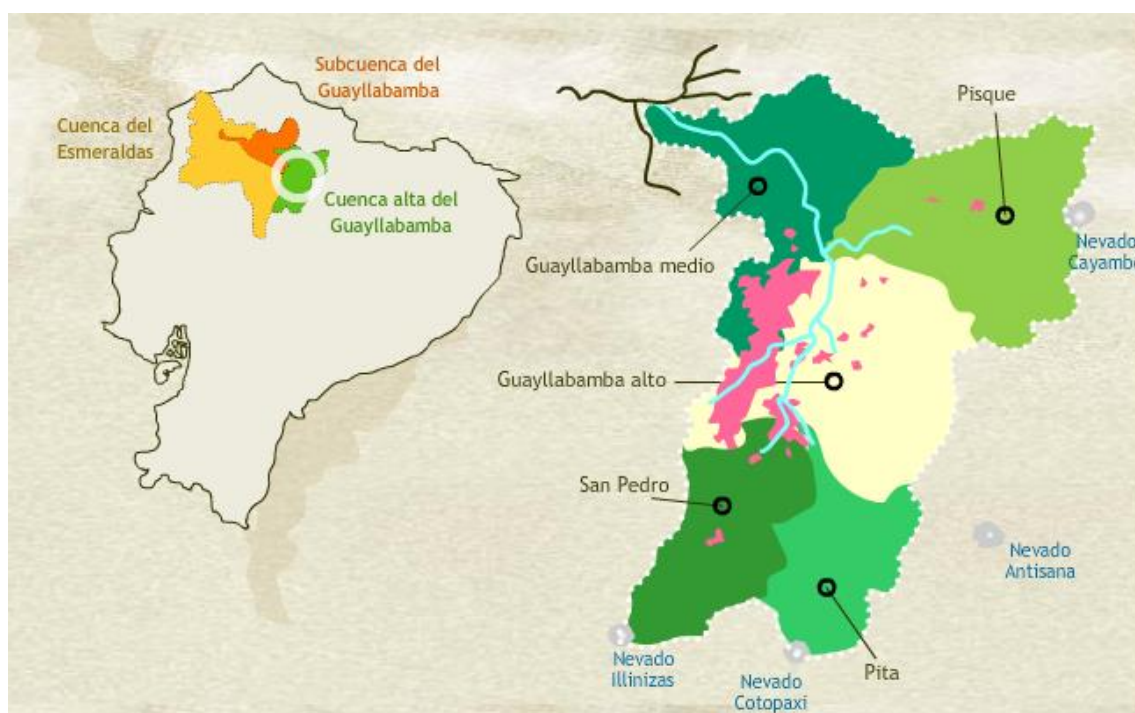 Subcuenca del
Guayllabamba
Cuenca del
Esmeraldas
Cuenca alta del
Guayllabamba
Pisque
Nevado
Cayambe
Guayllabamba medio
Guayllabamba alto
San Pedro
Nevado
Antisana
Nevado
Illinizas
Nevado
Cotopaxi
Pita